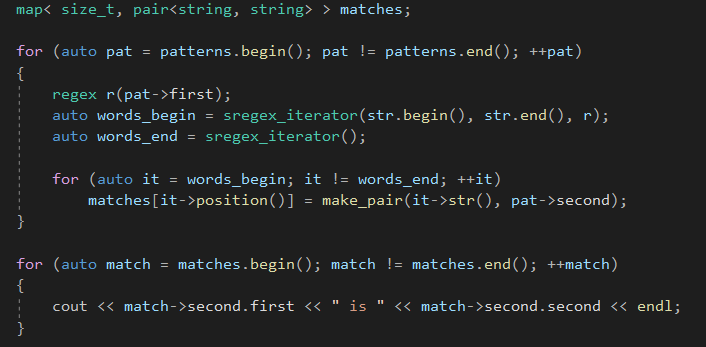 map< size_t, pair<string, string> > matches;
for (auto pat = patterns.begin(); pat != patterns.end(); ++pat)
{
    regex r(pat->first);
    auto words_begin = sregex_iterator(str.begin(), str.end(), r);
    auto words_end = sregex_iterator();
    for (auto it = words_begin; it != words_end; ++it)
        matches[it->position()] = make_pair(it->str(), pat->second);
}
for (auto match = matches.begin(); match != matches.end(); ++match)
{
    cout << match->second.first << " is " << match->second.second << endl;
}